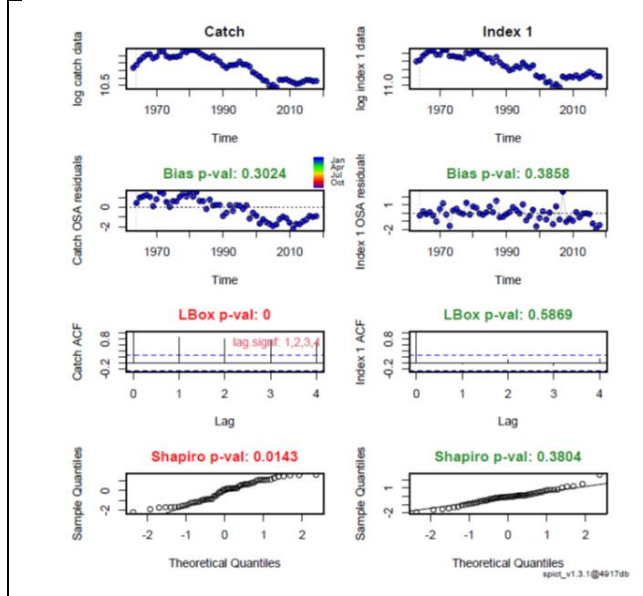 Catch
Index 1
log catch data
10.5
1970
1990
2010
Time
log index 1 data
11.0
1970
1990
2010
Time
Bias p-val: 0.3024
Jan
Apr
Jul
Oct
Bias p-val: 0.3858
Catch OSA residuals
0
-2
1970
1990
2010
Time
Index 1 OSA residuals
1
-2
1970
1990
2010
Time
LBox p-val: 0
LBox p-val: 0.5869
Catch ACF
0.8
-0.2
lag.signf: 1,2,3,4
0 1 2 3 4
Lag
Index 1 ACF
0.8
-0.2
0 1 2 3 4
Lag
Shapiro p-val: 0.0143
Shapiro p-val: 0.3804
Sample Quantiles
0
-2
-2 -1 0 1 2
Theoretical Quantiles
Sample Quantiles
1
-2
-2 -1 0 1 2
Theoretical Quantiles
spict_v1.3.1@4917db